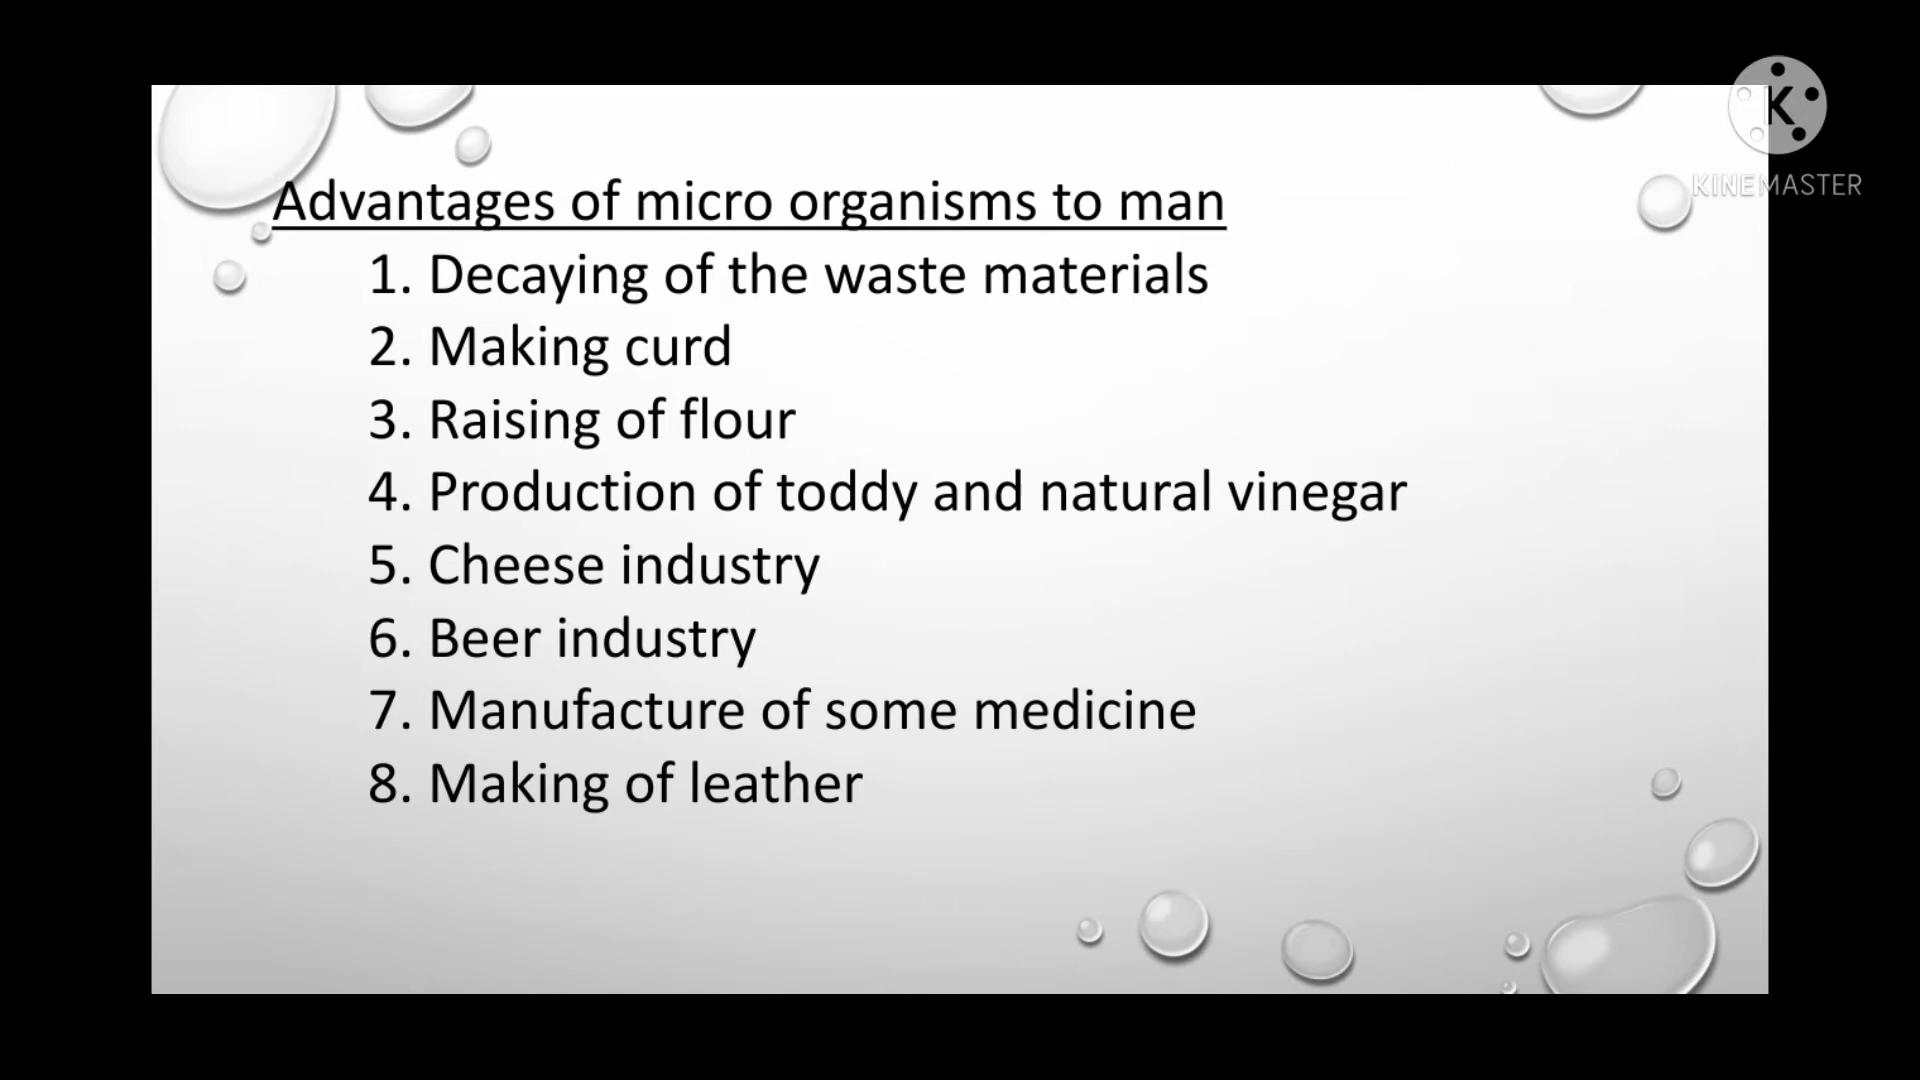 K
KINEMASTER
Advantages of micro organisms to man
1. Decaying of the waste materials
2. Making curd
3. Raising of flour
4. Production of toddy and natural vinegar
5. Cheese industry
6. Beer industry
7. Manufacture of some medicine
8. Making of leather